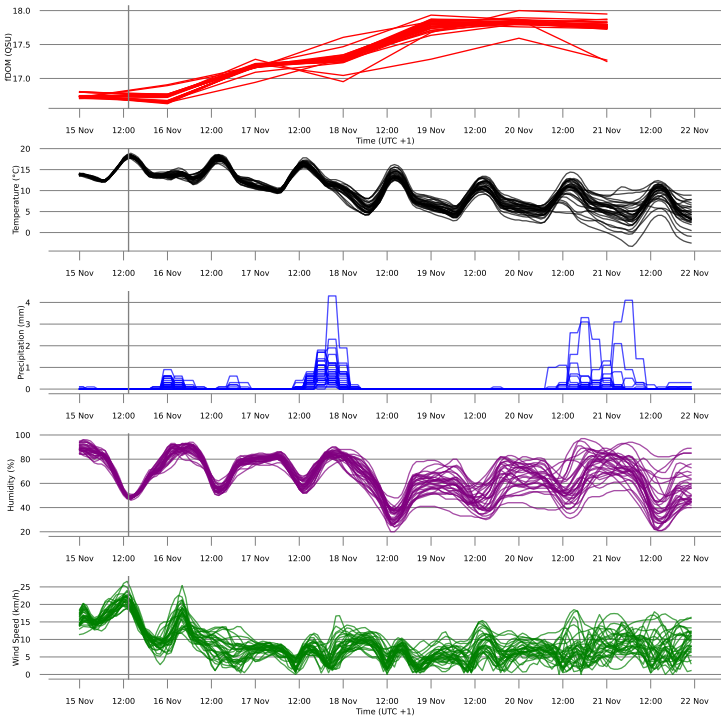 18.0
17.5
17.0
fDOM (QSU)
15 Nov 12:00 16 Nov 12:00 17 Nov 12:00 18 Nov 12:00 19 Nov 12:00 20 Nov 12:00 21 Nov 12:00 22 Nov
Time (UTC +1)
20
15
10
5
0
Temperature (°C)
15 Nov 12:00 16 Nov 12:00 17 Nov 12:00 18 Nov 12:00 19 Nov 12:00 20 Nov 12:00 21 Nov 12:00 22 Nov
4
3
2
1
0
Precipitation (mm)
15 Nov 12:00 16 Nov 12:00 17 Nov 12:00 18 Nov 12:00 19 Nov 12:00 20 Nov 12:00 21 Nov 12:00 22 Nov
100
80
60
40
20
Humidity (%)
15 Nov 12:00 16 Nov 12:00 17 Nov 12:00 18 Nov 12:00 19 Nov 12:00 20 Nov 12:00 21 Nov 12:00 22 Nov
25
20
15
10
5
0
Wind Speed (km/h)
15 Nov 12:00 16 Nov 12:00 17 Nov 12:00 18 Nov 12:00 19 Nov 12:00 20 Nov 12:00 21 Nov 12:00 22 Nov
Time (UTC +1)